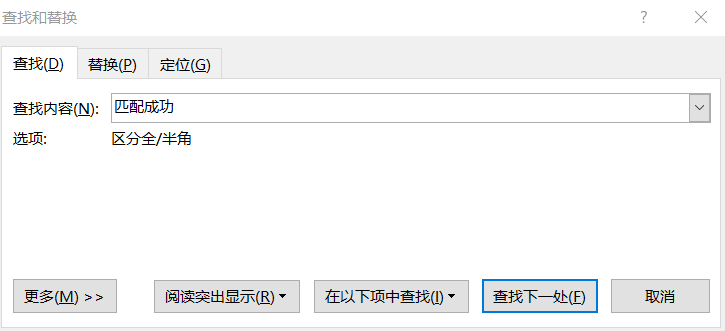 查找和替换 ?
查找(D) 替换(P) 定位(G)
查找内容(N): 匹配成功
选项: 区分全/半角
更多(M) >> 阅读突出显示(R) 在以下项中查找(I) 查找下一处(F) 取消